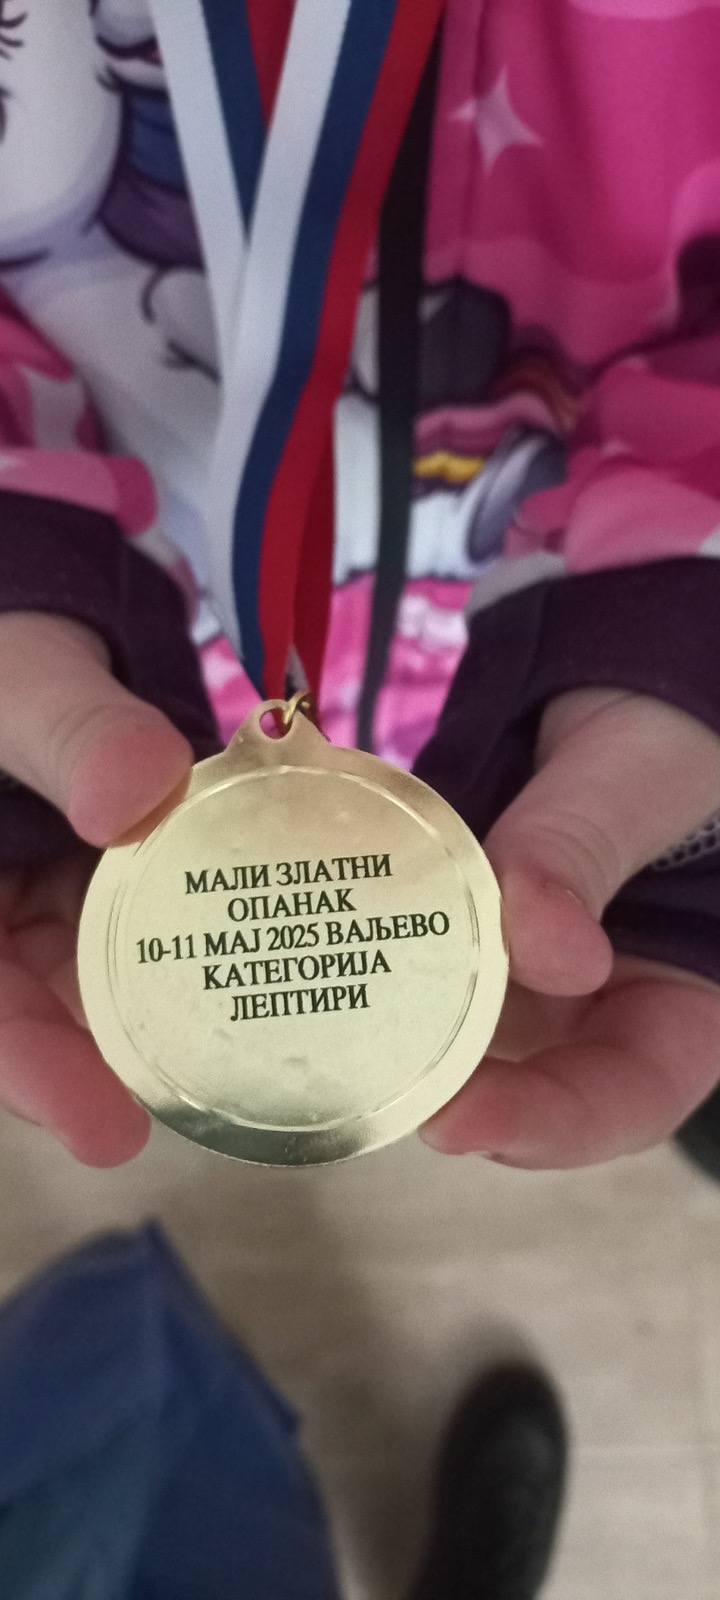 МАЛИ ЗЛАТНИ
ОПАНАК
10-11 МАЈ 2025 ВАЉЕВО
КАТЕГОРИЈА
ЛЕПТИРИ